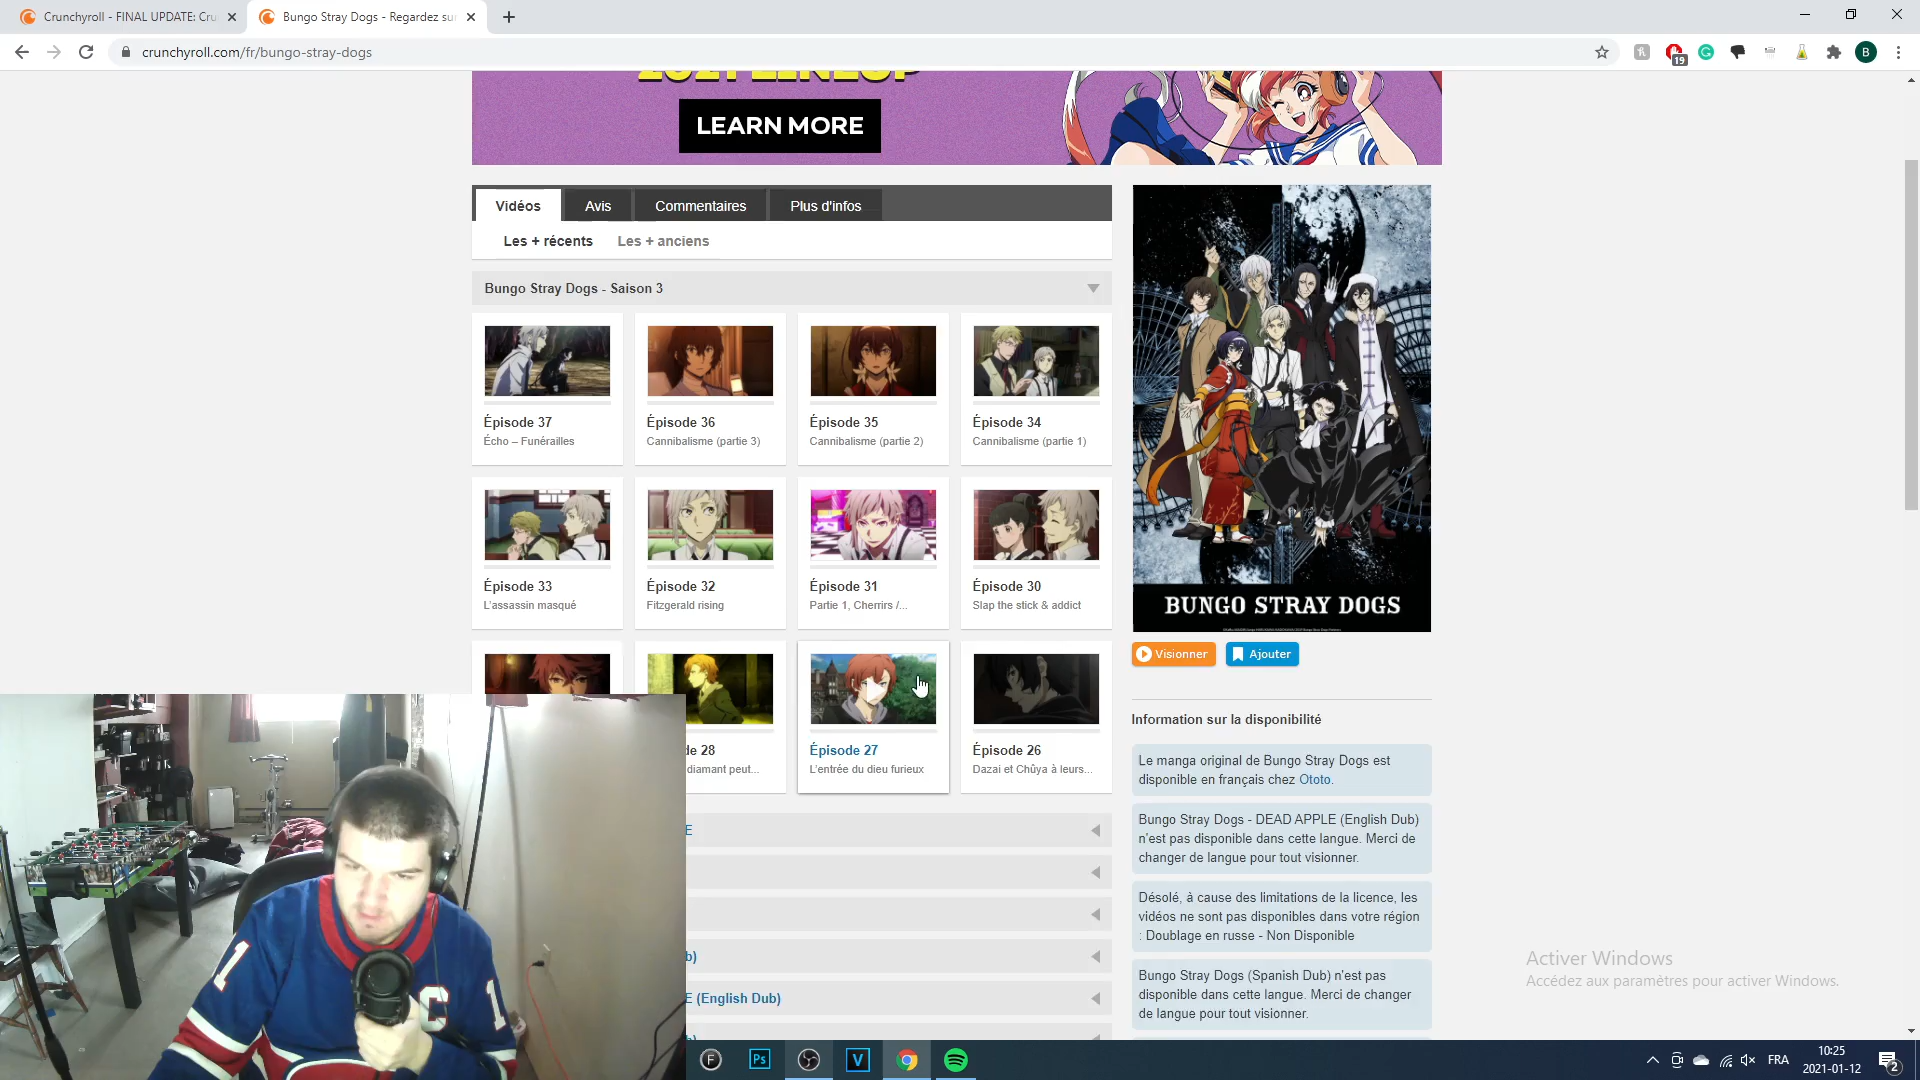 Crunchyroll - FINAL UPDATE: Cru
Bungo Stray Dogs - Regardez sur
crunchyroll.com/fr/bungo-stray-dogs
19
B
2021 LINEUP
LEARN MORE
Vidéos
Avis
Commentaires
Plus d'infos
Les + récents
Les + anciens
Bungo Stray Dogs - Saison 3
Épisode 37
Écho – Funérailles
Épisode 36
Cannibalisme (partie 3)
Épisode 35
Cannibalisme (partie 2)
Épisode 34
Cannibalisme (partie 1)
Épisode 33
L'assassin masqué
Épisode 32
Fitzgerald rising
Épisode 31
Partie 1, Cherrirs /...
Épisode 30
Slap the stick & addict
de 28
diamant peut...
Épisode 27
L'entrée du dieu furieux
Épisode 26
Dazai et Chûya à leurs...
E
b)
E (English Dub)
b)
BUNGO STRAY DOGS
Visionner
Ajouter
Information sur la disponibilité
Le manga original de Bungo Stray Dogs est
disponible en français chez Ototo.
Bungo Stray Dogs - DEAD APPLE (English Dub)
n'est pas disponible dans cette langue. Merci de
changer de langue pour tout visionner.
Désolé, à cause des limitations de la licence, les
vidéos ne sont pas disponibles dans votre région
: Doublage en russe - Non Disponible
Bungo Stray Dogs (Spanish Dub) n'est pas
disponible dans cette langue. Merci de changer
de langue pour tout visionner.
Activer Windows
Accédez aux paramètres pour activer Windows.
1
C
1
F
Ps
V
FRA
10:25
2021-01-12
2